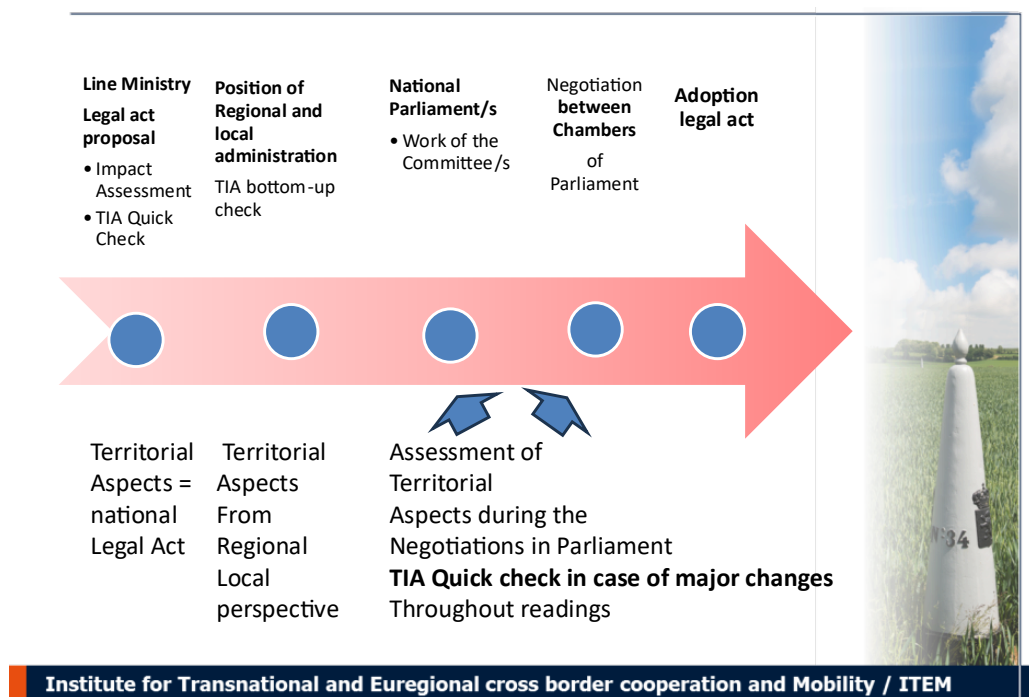 Line Ministry
Legal act
proposal
• Impact
Assessment
• TIA Quick
Check
Position of
Regional and
local
administration
TIA bottom-up
check
National
Parliament/s
• Work of the
Committee/s
Negotiation
between
Chambers
of
Parliament
Adoption
legal act
Territorial
Aspects =
national
Legal Act
Territorial
Aspects
From
Regional
Local
perspective
Assessment of
Territorial
Aspects during the
Negotiations in Parliament
TIA Quick check in case of major changes
Throughout readings
Nº34
Institute for Transnational and Euregional cross border cooperation and Mobility / ITEM